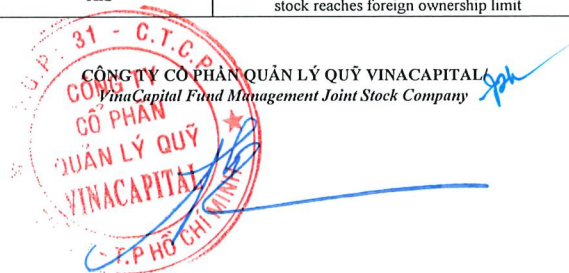 stock reaches foreign ownership limit
CÔNG TY CỔ PHẦN QUẢN LÝ QUỸ VINACAPITAL/
VinaCapital Fund Management Joint Stock Company
31 - C.T.C.P
CÔNG TY
CỔ PHẦN
QUẢN LÝ QUỸ
VINACAPITAL
T.P HỒ CHÍ MINH